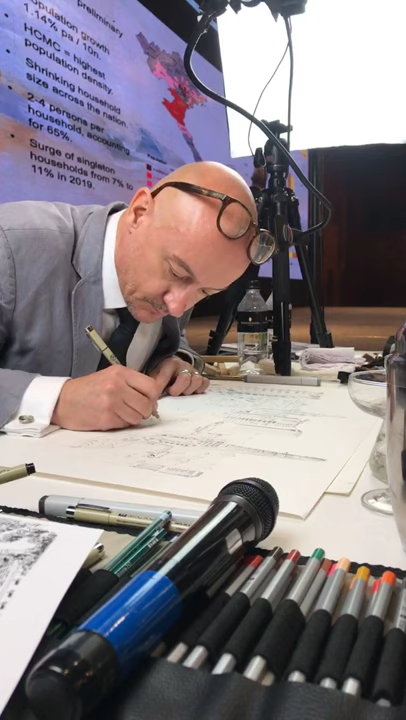 preliminary
population growth
1.14% pa / 10n.
HCMC = highest
population density.
Shrinking household
size across the nation
2-4 persons per
household, accounting
for 65%.
Surge of singleton
households from 7% to
11% in 2019.